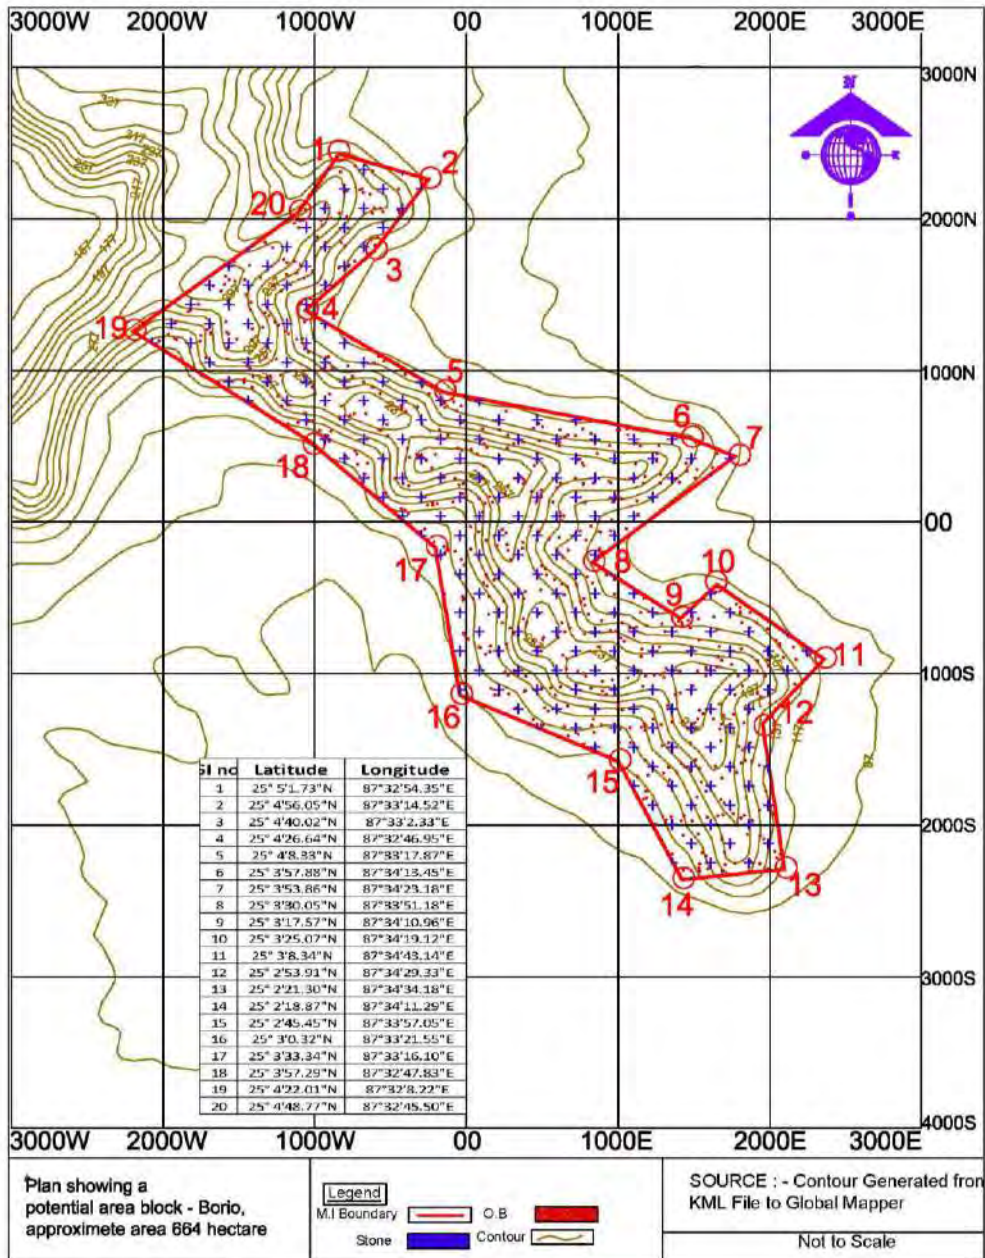 3000W 2000W 1000W 00 1000E 2000E 3000E
3000N
2000N
1000N
00
1000S
2000S
3000S
4000S
1
2
3
4
5
6
7
8
9
10
11
12
13
14
15
16
17
18
19
20
Sl no Latitude Longitude
1 25° 5'1.73"N 87°32'54.35"E
2 25° 4'56.05"N 87°33'14.52"E
3 25° 4'40.02"N 87°33'2.33"E
4 25° 4'26.64"N 87°32'46.95"E
5 25° 4'8.33"N 87°33'17.87"E
6 25° 3'57.88"N 87°34'13.45"E
7 25° 3'53.86"N 87°34'23.18"E
8 25° 3'30.05"N 87°33'51.18"E
9 25° 3'17.57"N 87°34'10.96"E
10 25° 3'25.07"N 87°34'19.12"E
11 25° 3'8.34"N 87°34'43.14"E
12 25° 2'53.91"N 87°34'29.33"E
13 25° 2'21.30"N 87°34'34.18"E
14 25° 2'18.87"N 87°34'11.29"E
15 25° 2'45.45"N 87°33'57.05"E
16 25° 3'0.32"N 87°33'21.55"E
17 25° 3'33.34"N 87°33'16.10"E
18 25° 3'57.29"N 87°32'47.83"E
19 25° 4'22.01"N 87°32'8.22"E
20 25° 4'48.77"N 87°32'45.50"E
3000W 2000W 1000W 00 1000E 2000E 3000E
Plan showing a
potential area block - Borio,
approximete area 664 hectare
Legend
M.I Boundary O.B
Stone Contour
SOURCE : - Contour Generated from
KML File to Global Mapper
Not to Scale